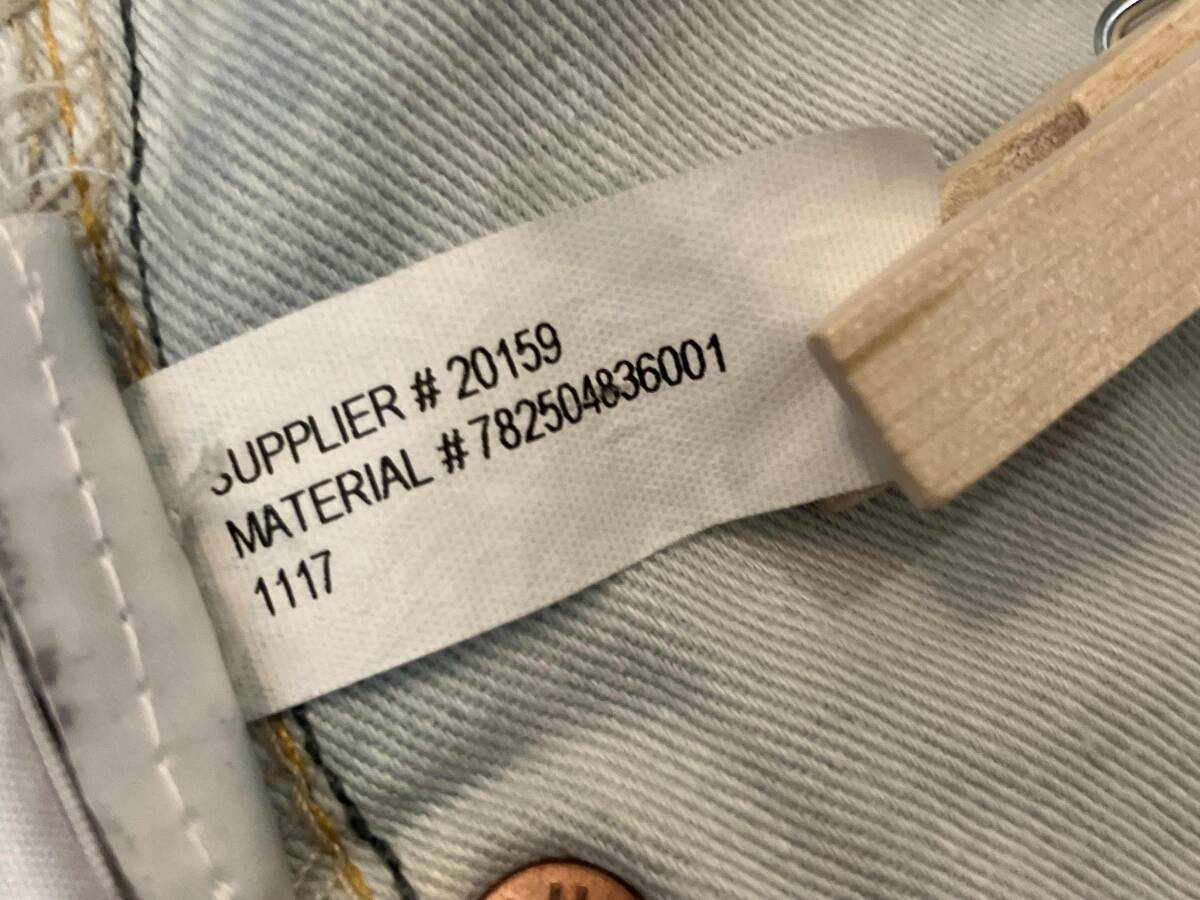 SUPPLIER # 20159
MATERIAL # 782504836001
1117